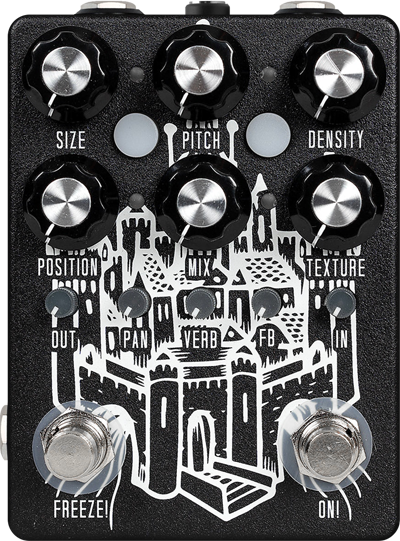 SIZE PITCH DENSITY
POSITION MIX TEXTURE
OUT PAN VERB FB IN
FREEZE! ON!